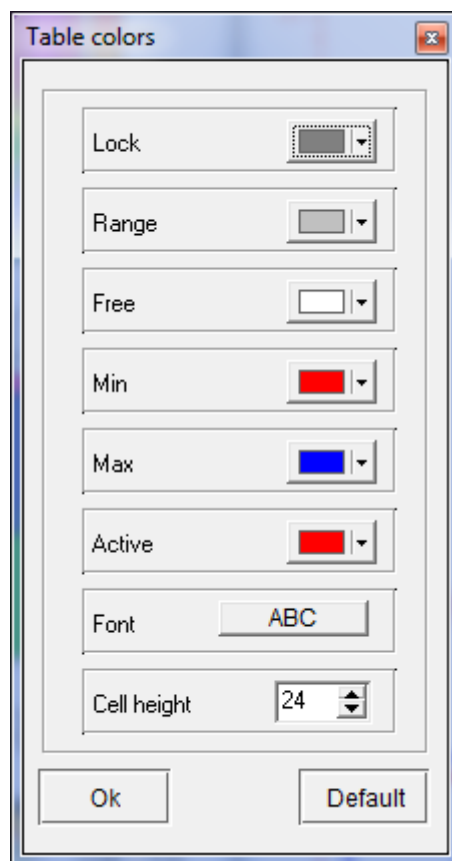 Table colors
Lock
Range
Free
Min
Max
Active
Font ABC
Cell height 24
Ok Default